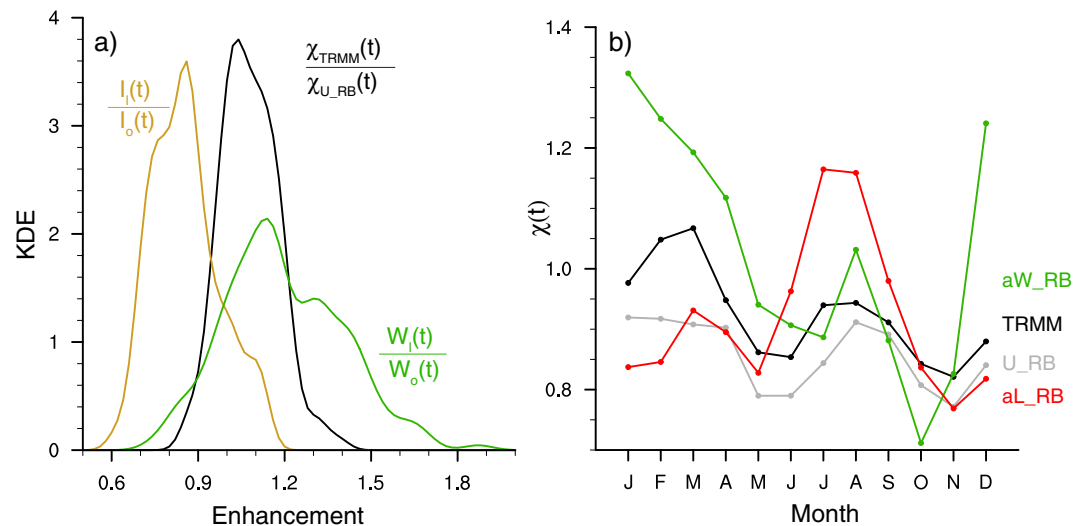 a)
4
3
2
1
0
KDE
0.6 0.9 1.2 1.5 1.8
Enhancement
I_l(t)
I_o(t)
χ_TRMM(t)
χ_U_RB(t)
W_l(t)
W_o(t)
b)
1.4
1.2
1.0
0.8
χ(t)
J F M A M J J A S O N D
Month
aW_RB
TRMM
U_RB
aL_RB